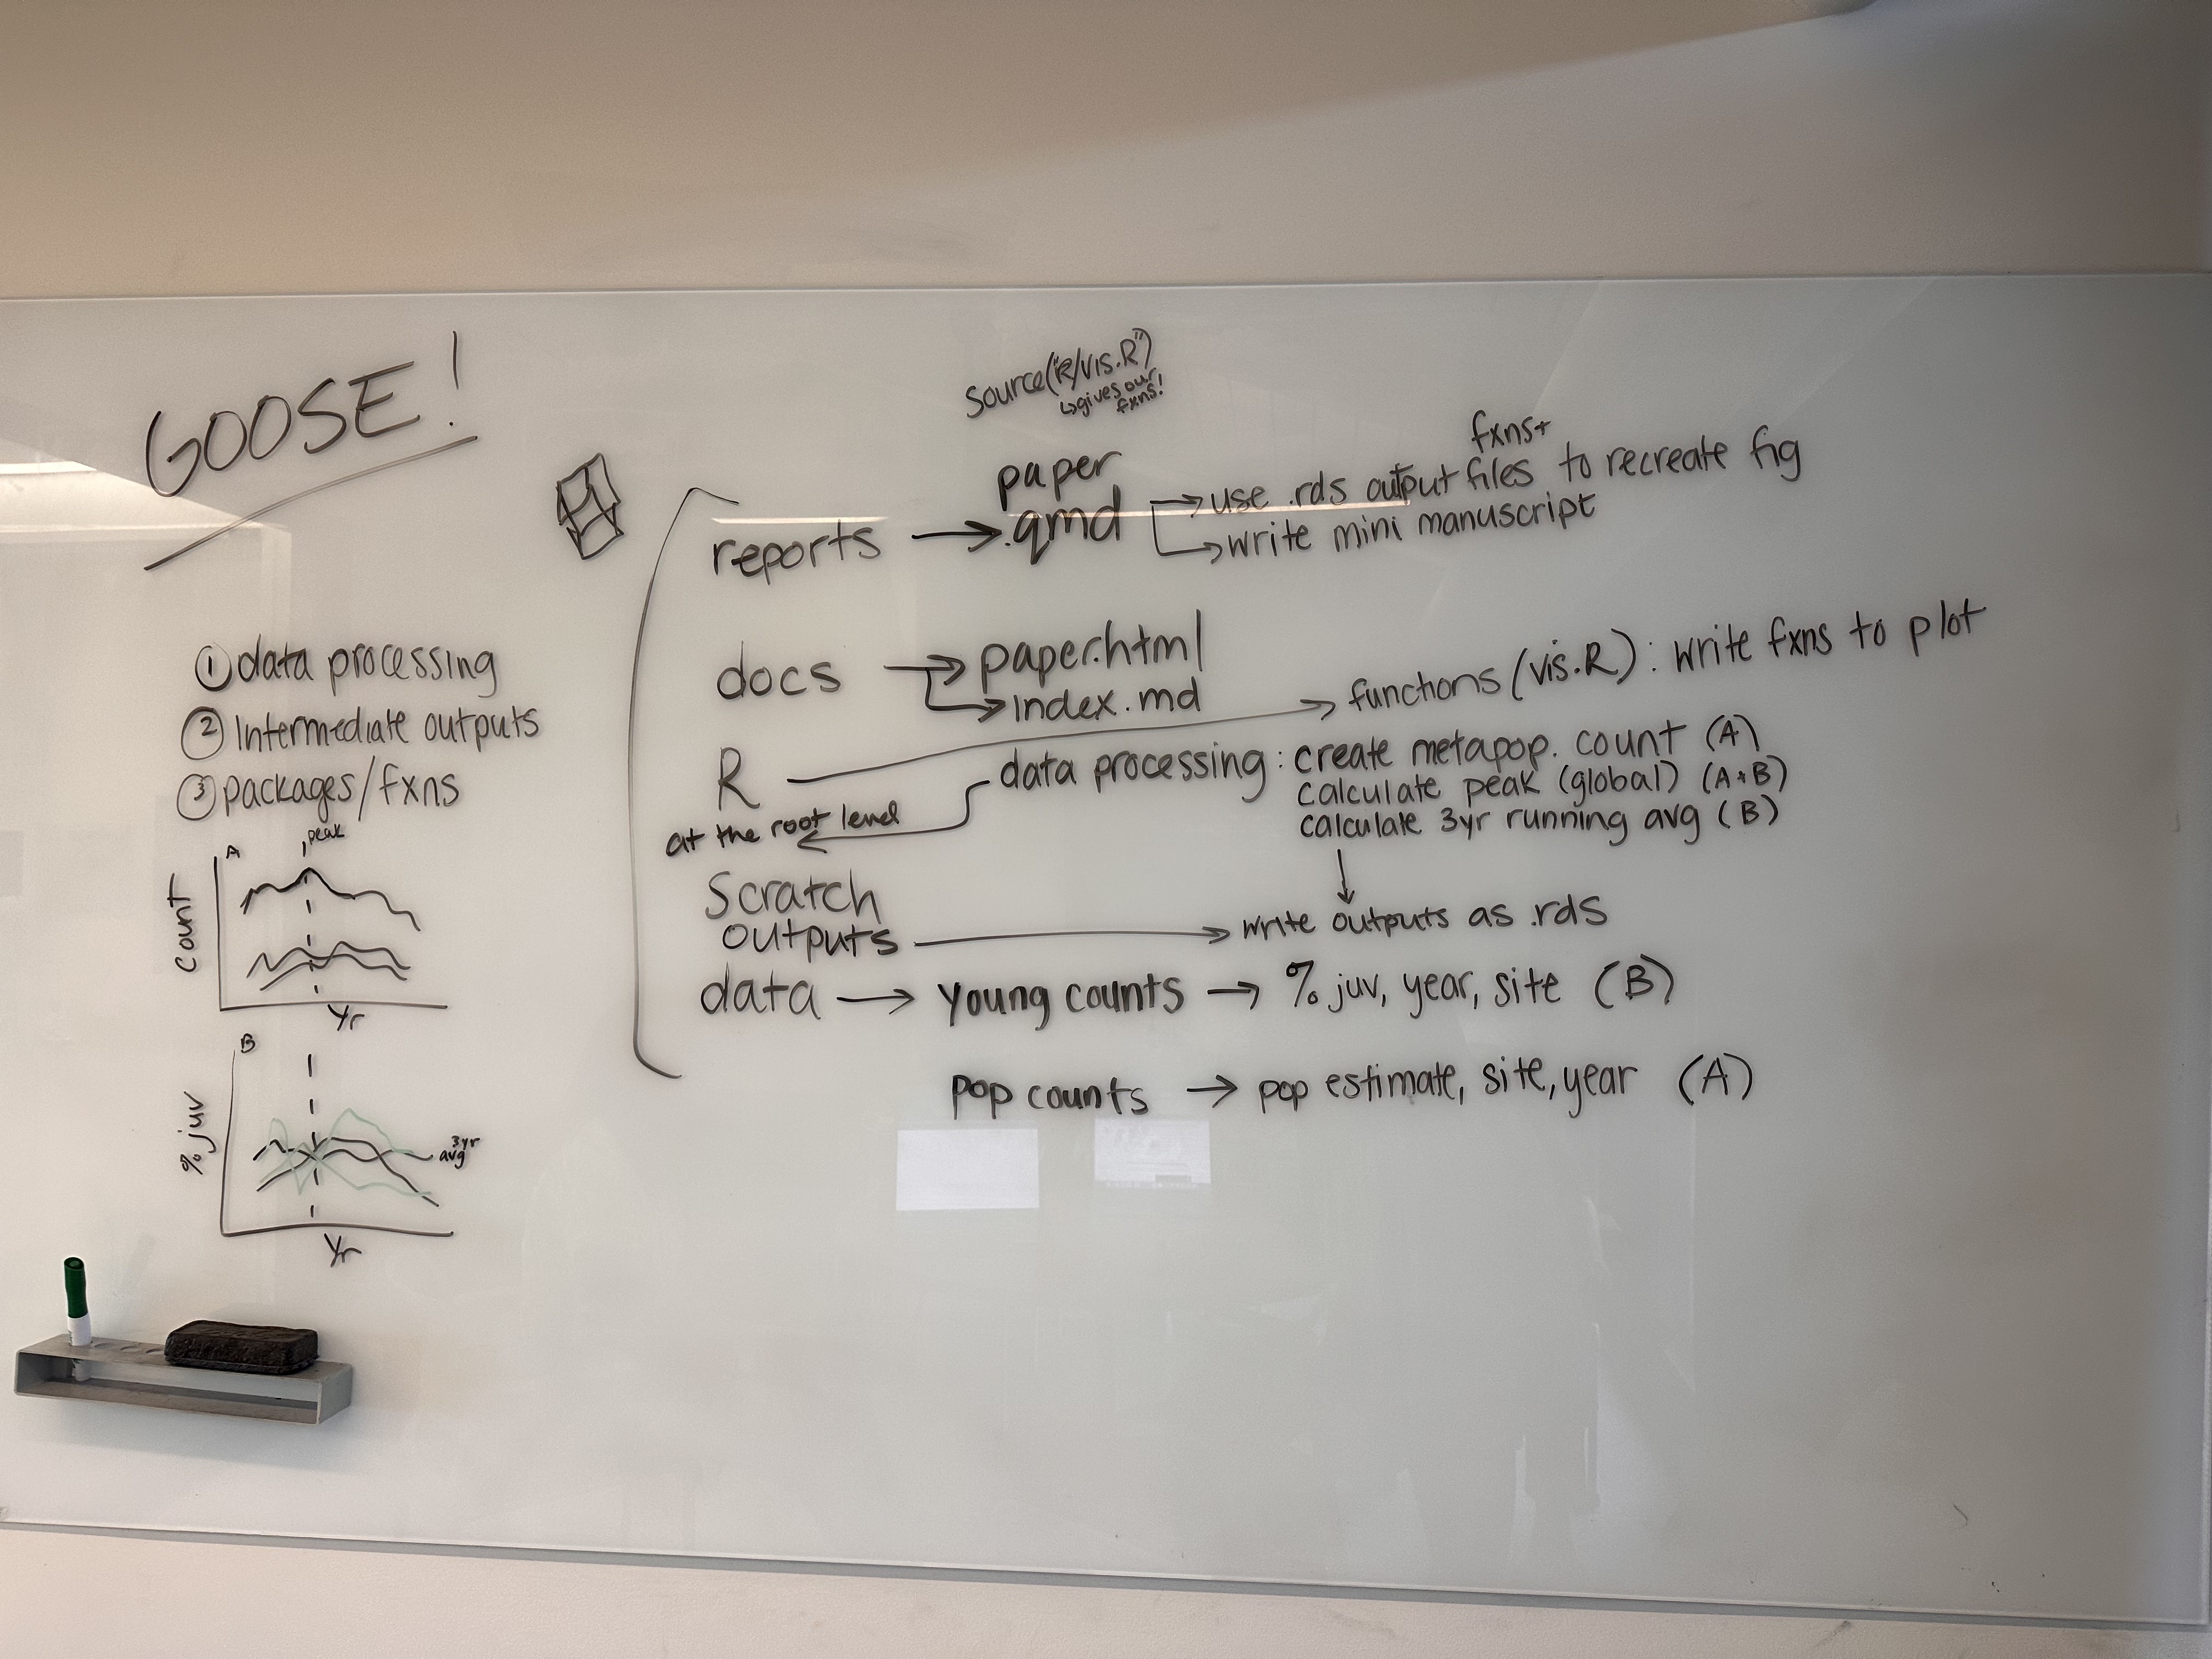 GOOSE!
① data processing
② Intermediate outputs
③ packages/fxns
A
peak
count
yr
B
% juv
3yr
avg
yr
source("R/vis.R")
↳gives our
fxns!
paper
reports → .qmd
fxns+
→ use .rds output files to recreate fig
→ write mini manuscript
docs → paper.html
→ index.md
R → functions (vis.R): write fxns to plot
at the root level
data processing: create metapop. count (A)
calculate peak (global) (A+B)
calculate 3yr running avg (B)
Scratch
outputs → write outputs as .rds
data → young counts → % juv, year, site (B)
pop counts → pop estimate, site, year (A)